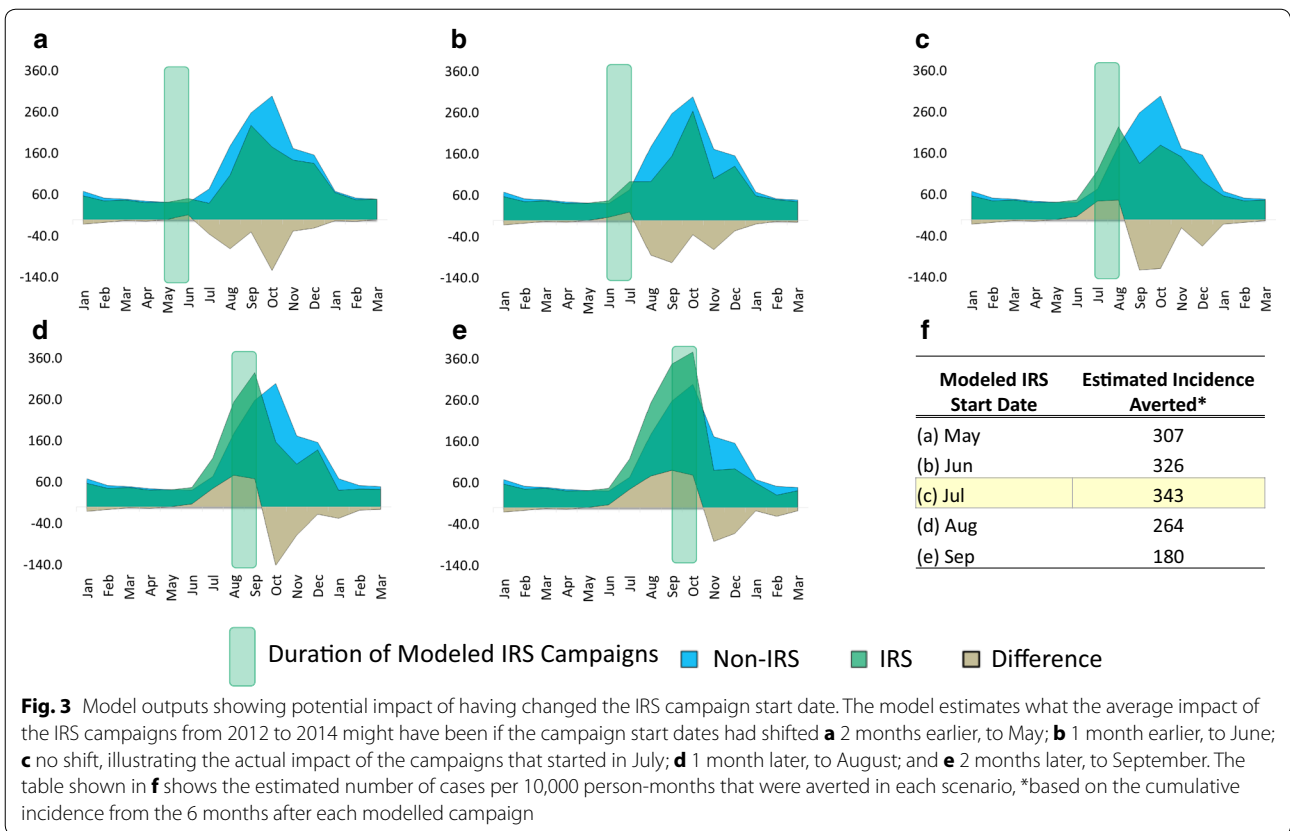 a
360.0
260.0
160.0
60.0
-40.0
-140.0
Jan Feb Mar Apr May Jun Jul Aug Sep Oct Nov Dec Jan Feb Mar
b
360.0
260.0
160.0
60.0
-40.0
-140.0
Jan Feb Mar Apr May Jun Jul Aug Sep Oct Nov Dec Jan Feb Mar
c
360.0
260.0
160.0
60.0
-40.0
-140.0
Jan Feb Mar Apr May Jun Jul Aug Sep Oct Nov Dec Jan Feb Mar
d
360.0
260.0
160.0
60.0
-40.0
-140.0
Jan Feb Mar Apr May Jun Jul Aug Sep Oct Nov Dec Jan Feb Mar
e
360.0
260.0
160.0
60.0
-40.0
-140.0
Jan Feb Mar Apr May Jun Jul Aug Sep Oct Nov Dec Jan Feb Mar
f
Modeled IRS Start Date Estimated Incidence Averted*
(a) May 307
(b) Jun 326
(c) Jul 343
(d) Aug 264
(e) Sep 180
Duration of Modeled IRS Campaigns Non-IRS IRS Difference
Fig. 3 Model outputs showing potential impact of having changed the IRS campaign start date. The model estimates what the average impact of
the IRS campaigns from 2012 to 2014 might have been if the campaign start dates had shifted a 2 months earlier, to May; b 1 month earlier, to June;
c no shift, illustrating the actual impact of the campaigns that started in July; d 1 month later, to August; and e 2 months later, to September. The
table shown in f shows the estimated number of cases per 10,000 person-months that were averted in each scenario, *based on the cumulative
incidence from the 6 months after each modelled campaign